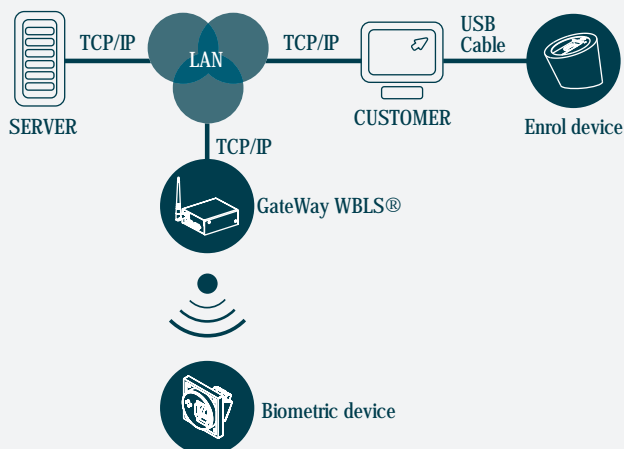 USB
Cable
TCP/IP
TCP/IP
LAN
SERVER
CUSTOMER
Enrol device
TCP/IP
GateWay WBLS®
Biometric device